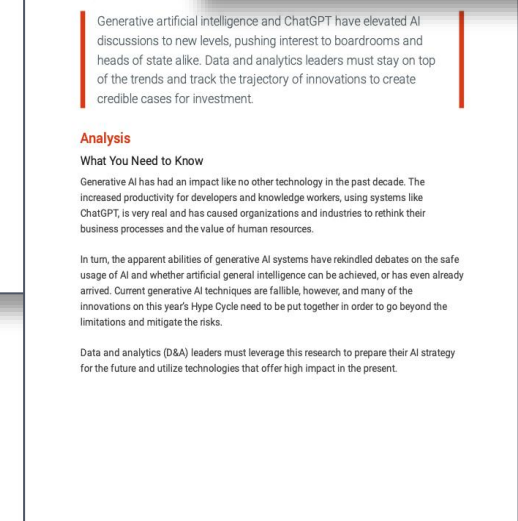 Generative artificial intelligence and ChatGPT have elevated AI
discussions to new levels, pushing interest to boardrooms and
heads of state alike. Data and analytics leaders must stay on top
of the trends and track the trajectory of innovations to create
credible cases for investment.
Analysis
What You Need to Know
Generative AI has had an impact like no other technology in the past decade. The
increased productivity for developers and knowledge workers, using systems like
ChatGPT, is very real and has caused organizations and industries to rethink their
business processes and the value of human resources.
In turn, the apparent abilities of generative AI systems have rekindled debates on the safe
usage of AI and whether artificial general intelligence can be achieved, or has even already
arrived. Current generative AI techniques are fallible, however, and many of the
innovations on this year's Hype Cycle need to be put together in order to go beyond the
limitations and mitigate the risks.
Data and analytics (D&A) leaders must leverage this research to prepare their AI strategy
for the future and utilize technologies that offer high impact in the present.